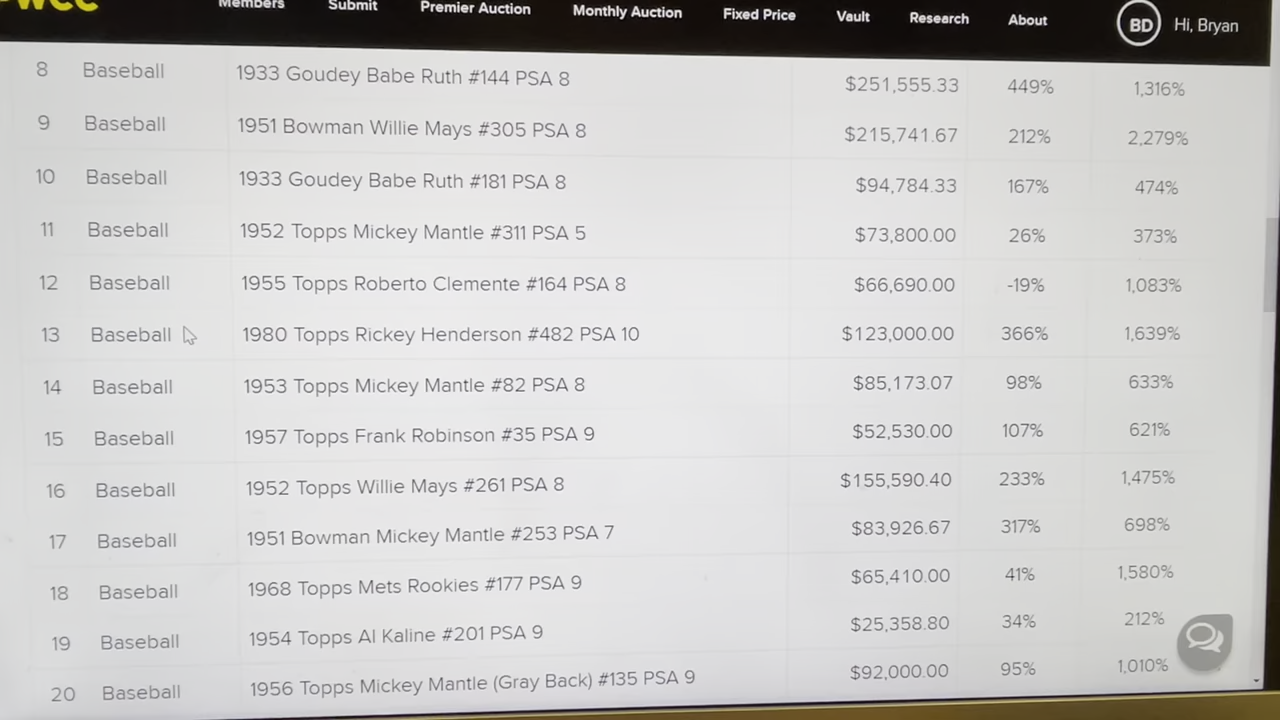 PWCC Members Submit Premier Auction Monthly Auction Fixed Price Vault Research About BD Hi, Bryan
8 Baseball 1933 Goudey Babe Ruth #144 PSA 8 $251,555.33 449% 1,316%
9 Baseball 1951 Bowman Willie Mays #305 PSA 8 $215,741.67 212% 2,279%
10 Baseball 1933 Goudey Babe Ruth #181 PSA 8 $94,784.33 167% 474%
11 Baseball 1952 Topps Mickey Mantle #311 PSA 5 $73,800.00 26% 373%
12 Baseball 1955 Topps Roberto Clemente #164 PSA 8 $66,690.00 -19% 1,083%
13 Baseball 1980 Topps Rickey Henderson #482 PSA 10 $123,000.00 366% 1,639%
14 Baseball 1953 Topps Mickey Mantle #82 PSA 8 $85,173.07 98% 633%
15 Baseball 1957 Topps Frank Robinson #35 PSA 9 $52,530.00 107% 621%
16 Baseball 1952 Topps Willie Mays #261 PSA 8 $155,590.40 233% 1,475%
17 Baseball 1951 Bowman Mickey Mantle #253 PSA 7 $83,926.67 317% 698%
18 Baseball 1968 Topps Mets Rookies #177 PSA 9 $65,410.00 41% 1,580%
19 Baseball 1954 Topps Al Kaline #201 PSA 9 $25,358.80 34% 212%
20 Baseball 1956 Topps Mickey Mantle (Gray Back) #135 PSA 9 $92,000.00 95% 1,010%